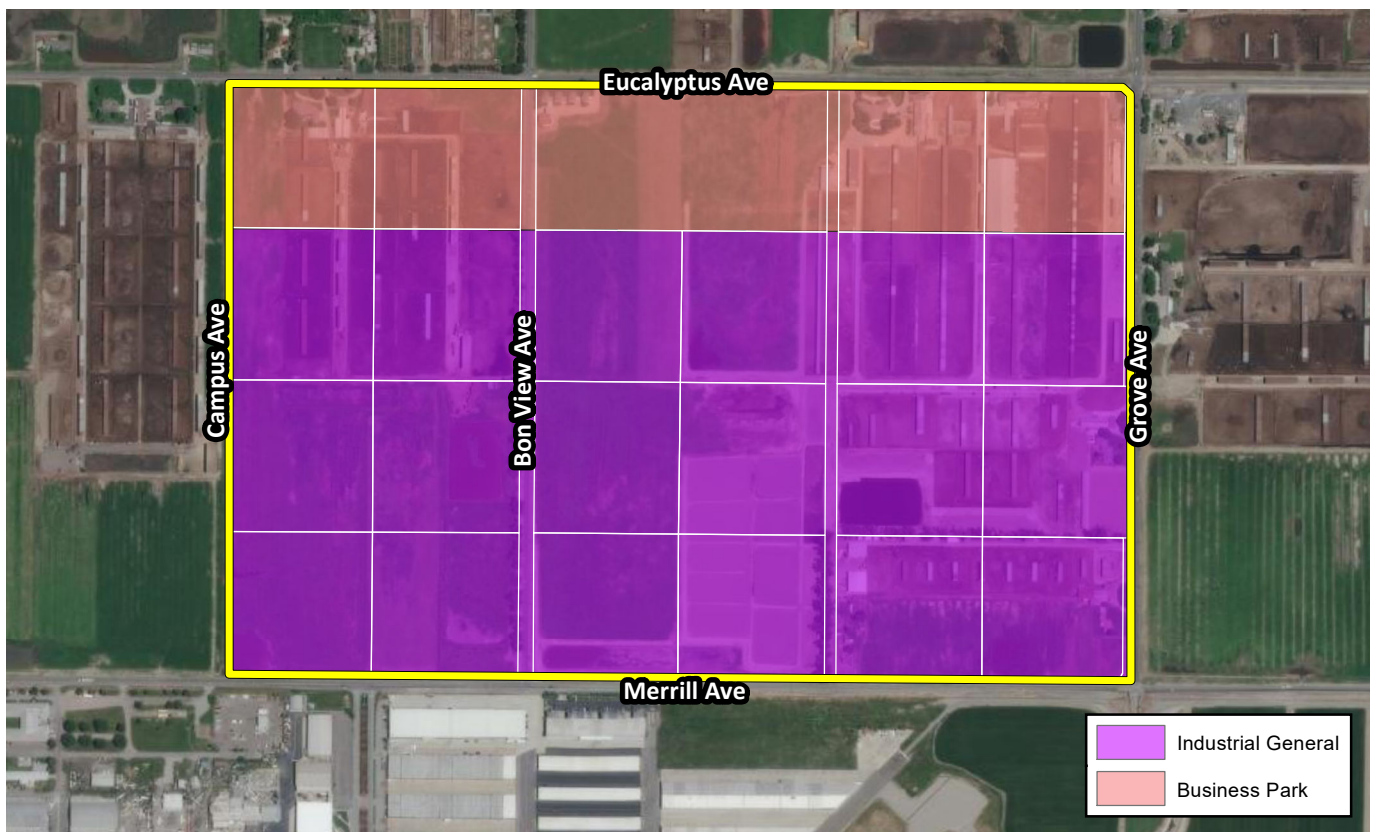 Eucalyptus Ave
Campus Ave
Bon View Ave
Grove Ave
Merrill Ave
Industrial General
Business Park